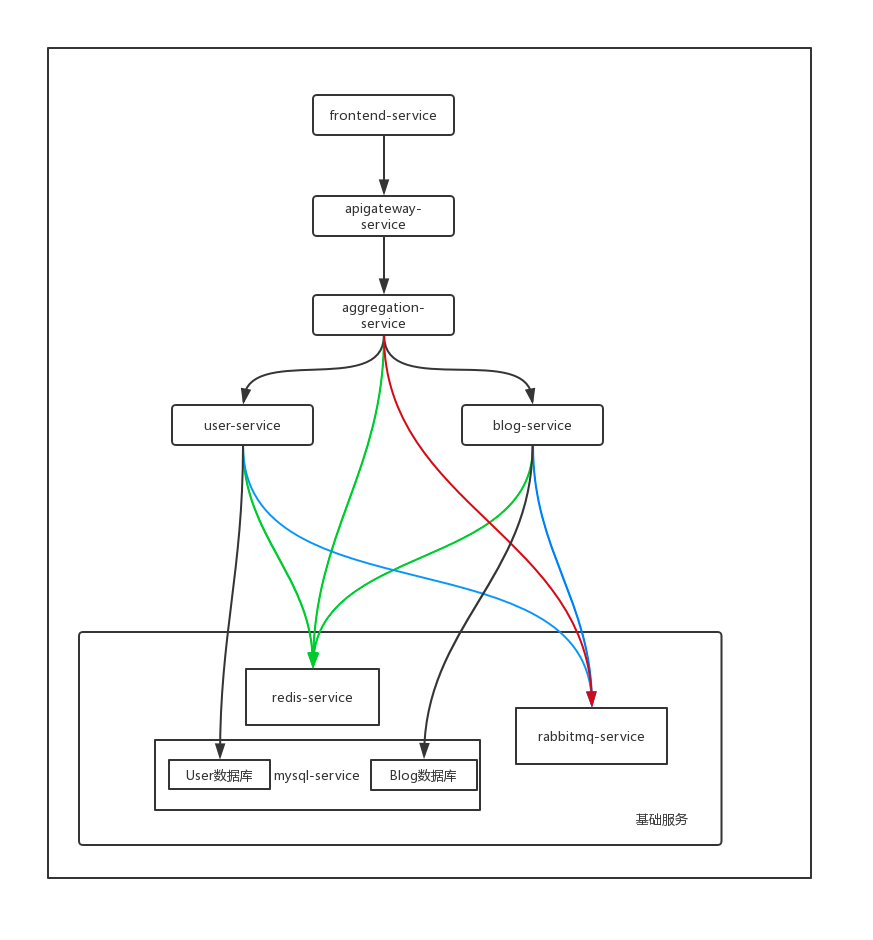 frontend-service
apigateway-
service
aggregation-
service
user-service
blog-service
redis-service
rabbitmq-service
User数据库
mysql-service
Blog数据库
基础服务